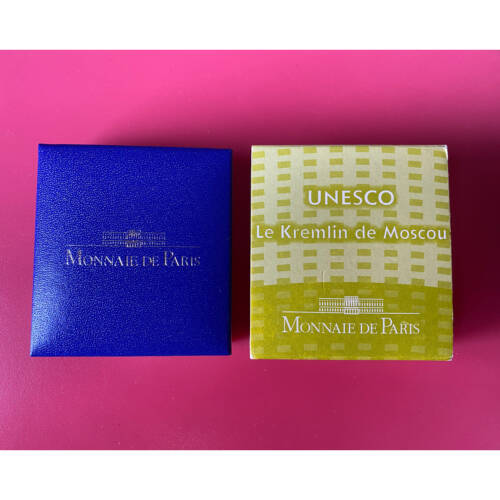 MONNAIE DE PARIS
UNESCO
Le Kremlin de Moscou
MONNAIE DE PARIS